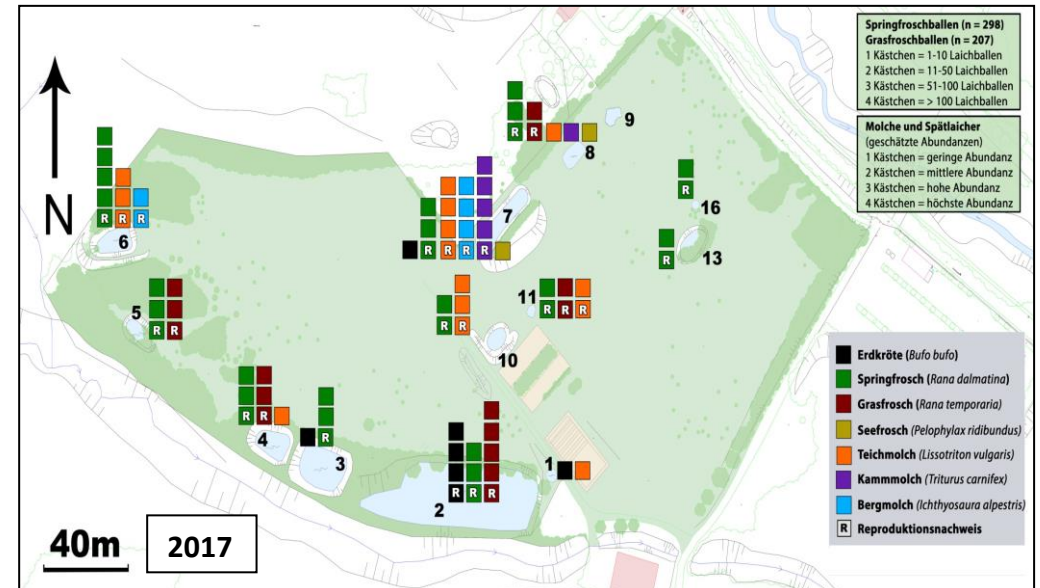 Springfroschballen (n = 298)
Grasfroschballen (n = 207)
1 Kästchen = 1-10 Laichballen
2 Kästchen = 11-50 Laichballen
3 Kästchen = 51-100 Laichballen
4 Kästchen = > 100 Laichballen
Molche und Spätlaicher
(geschätzte Abundanzen)
1 Kästchen = geringe Abundanz
2 Kästchen = mittlere Abundanz
3 Kästchen = hohe Abundanz
4 Kästchen = höchste Abundanz
N
R R
9
8
R
16
R
13
R R R
6
7
R R R R
5
R R
R R
11
R R R
10
R R
4
R
3
R R R
2
1
Erdkröte (Bufo bufo)
Springfrosch (Rana dalmatina)
Grasfrosch (Rana temporaria)
Seefrosch (Pelophylax ridibundus)
Teichmolch (Lissotriton vulgaris)
Kammmolch (Triturus carnifex)
Bergmolch (Ichthyosaura alpestris)
R Reproduktionsnachweis
40m
2017